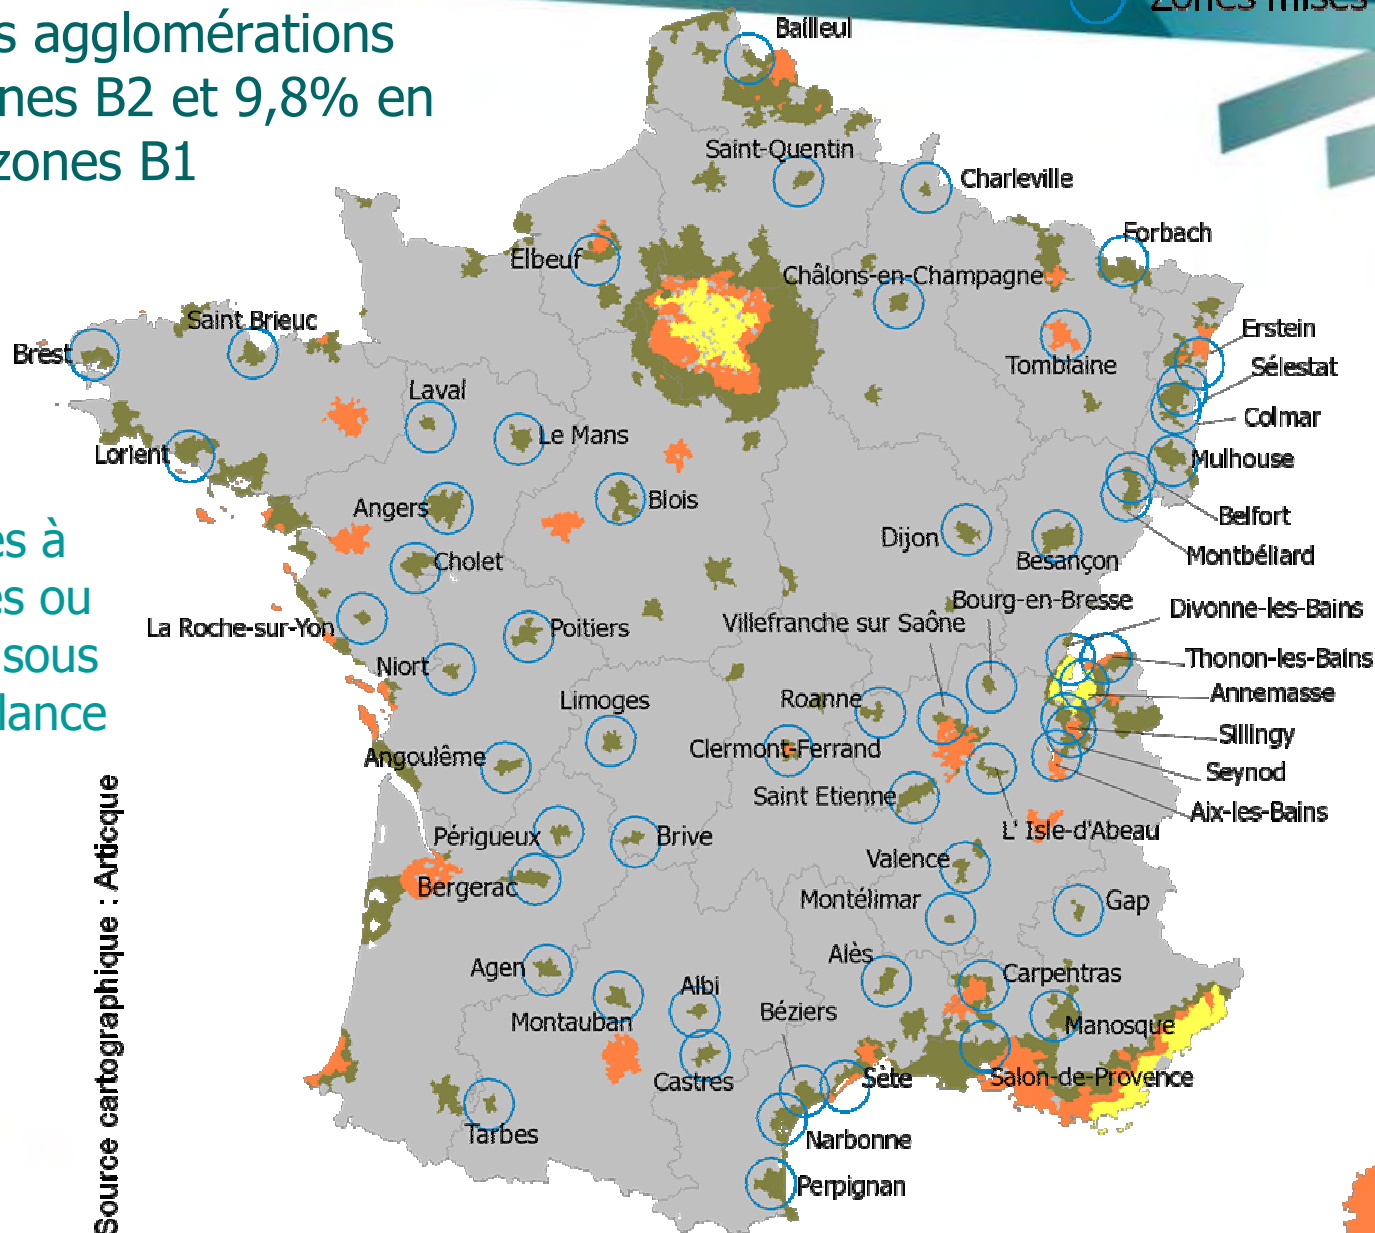 Zones mises
s agglomérations
nes B2 et 9,8% en
zones B1
Bailleul
Saint-Quentin
Charleville
Forbach
Elbeuf
Châlons-en-Champagne
Saint Brieuc
Erstein
Brest
Tomblaine
Sélestat
Laval
Colmar
Le Mans
Lorient
Mulhouse
Blois
Angers
Belfort
Dijon
es à
Besançon
Montbéliard
Cholet
es ou
Bourg-en-Bresse
Divonne-les-Bains
La Roche-sur-Yon
Poitiers
Villefranche sur Saône
sous
Niort
Thonon-les-Bains
Limoges
Roanne
Annemasse
lance
Clermont-Ferrand
Sillingy
Angoulême
Seynod
Saint Etienne
Aix-les-Bains
Périgueux
Brive
L' Isle-d'Abeau
Valence
Bergerac
Montélimar
Gap
Alès
Agen
Carpentras
Albi
Béziers
Montauban
Manosque
Castres
Sète
Salon-de-Provence
Tarbes
Narbonne
Perpignan
Source cartographique : Articque